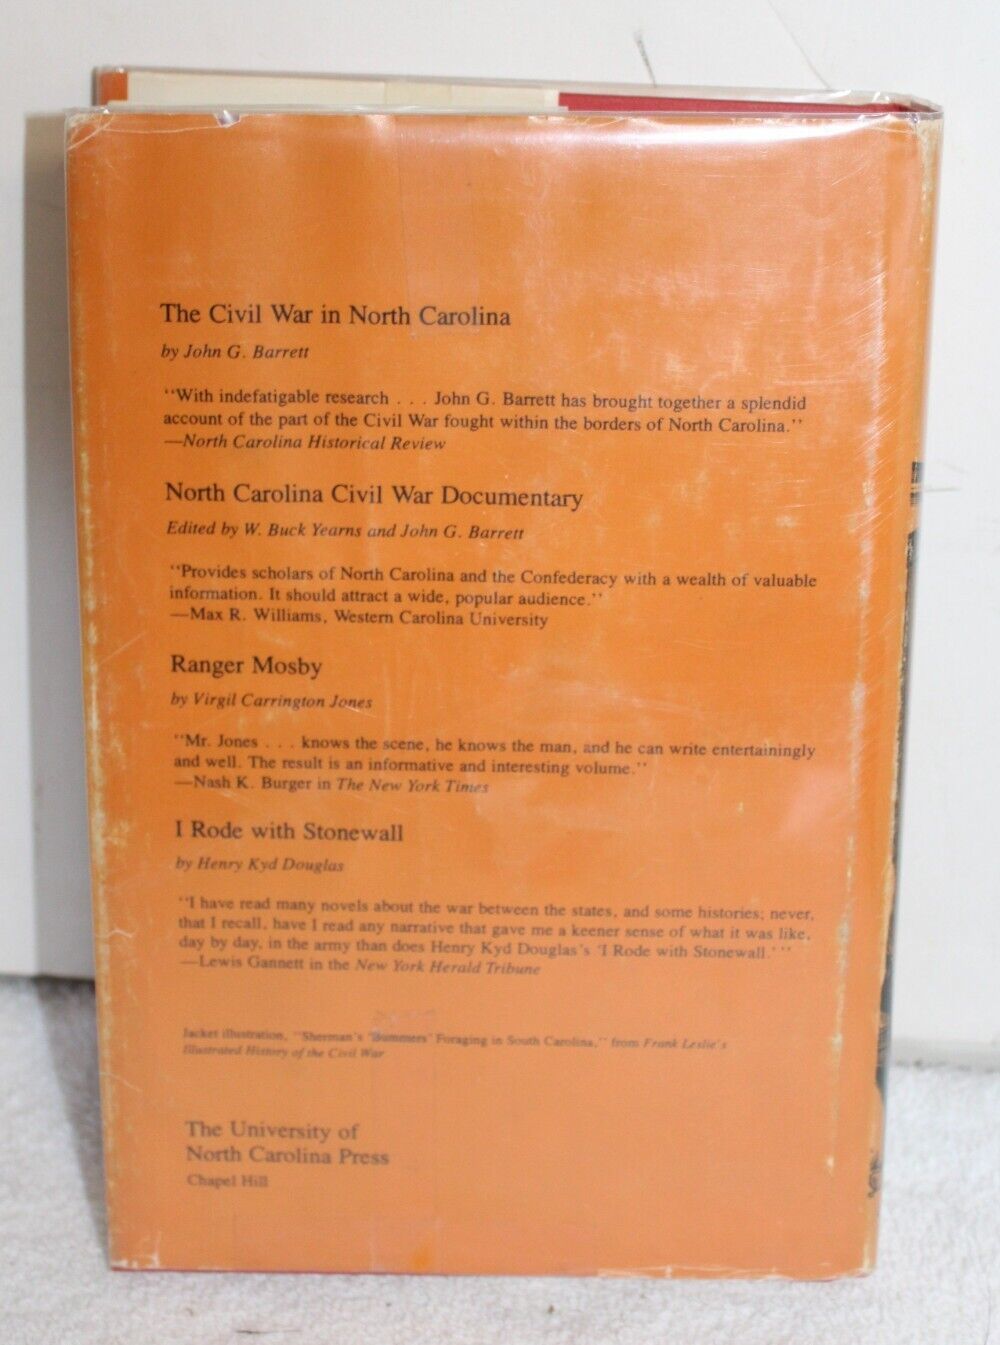 The Civil War in North Carolina
by John G. Barrett
"With indefatigable research . . . John G. Barrett has brought together a splendid
account of the part of the Civil War fought within the borders of North Carolina."
—North Carolina Historical Review
North Carolina Civil War Documentary
Edited by W. Buck Yearns and John G. Barrett
"Provides scholars of North Carolina and the Confederacy with a wealth of valuable
information. It should attract a wide, popular audience."
—Max R. Williams, Western Carolina University
Ranger Mosby
by Virgil Carrington Jones
"Mr. Jones . . . knows the scene, he knows the man, and he can write entertainingly
and well. The result is an informative and interesting volume."
—Nash K. Burger in The New York Times
I Rode with Stonewall
by Henry Kyd Douglas
"I have read many novels about the war between the states, and some histories; never,
that I recall, have I read any narrative that gave me a keener sense of what it was like,
day by day, in the army than does Henry Kyd Douglas's 'I Rode with Stonewall.' "
—Lewis Gannett in the New York Herald Tribune
Jacket illustration, "Sherman's "Bummers" Foraging in South Carolina," from Frank Leslie's
Illustrated History of the Civil War
The University of
North Carolina Press
Chapel Hill